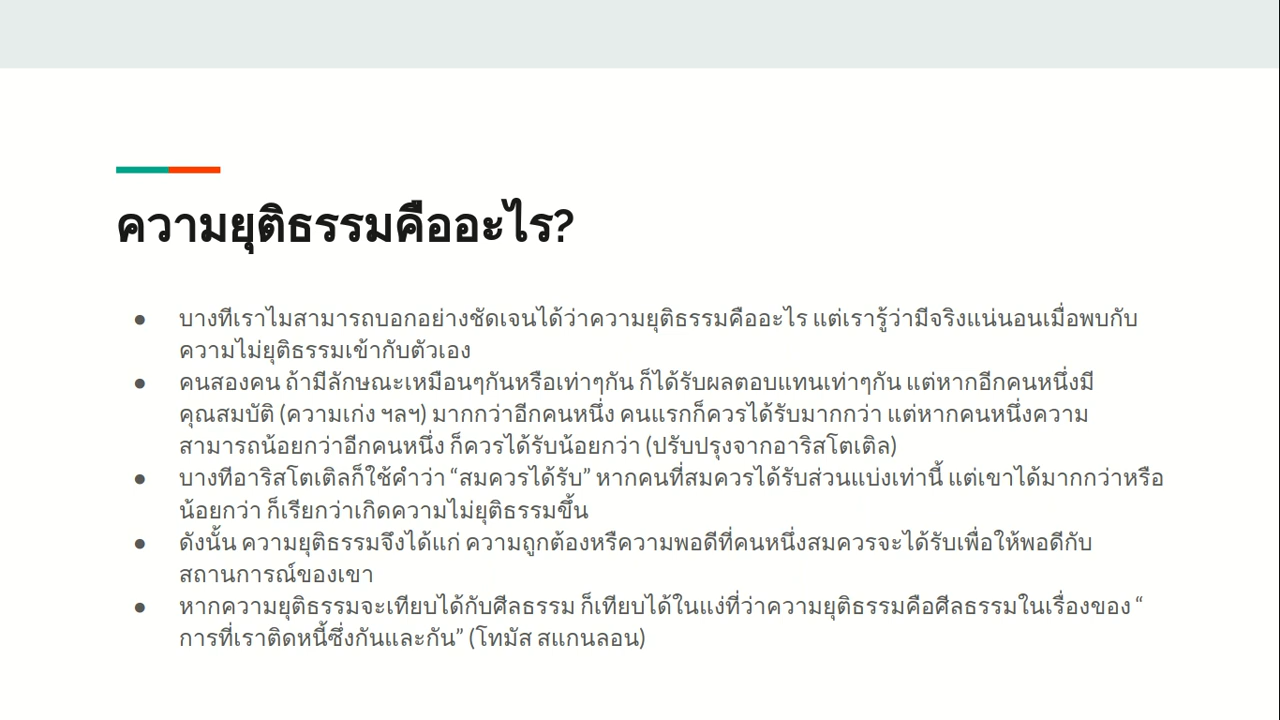 ความยุติธรรมคืออะไร?
● บางทีเราไมสามารถบอกอย่างชัดเจนได้ว่าความยุติธรรมคืออะไร แต่เรารู้ว่ามีจริงแน่นอนเมื่อพบกับ
ความไม่ยุติธรรมเข้ากับตัวเอง
● คนสองคน ถ้ามีลักษณะเหมือนๆกันหรือเท่าๆกัน ก็ได้รับผลตอบแทนเท่าๆกัน แต่หากอีกคนหนึ่งมี
คุณสมบัติ (ความเก่ง ฯลฯ) มากกว่าอีกคนหนึ่ง คนแรกก็ควรได้รับมากกว่า แต่หากคนหนึ่งความ
สามารถน้อยกว่าอีกคนหนึ่ง ก็ควรได้รับน้อยกว่า (ปรับปรุงจากอาริสโตเติล)
● บางทีอาริสโตเติลก็ใช้คำว่า “สมควรได้รับ” หากคนที่สมควรได้รับส่วนแบ่งเท่านี้ แต่เขาได้มากกว่าหรือ
น้อยกว่า ก็เรียกว่าเกิดความไม่ยุติธรรมขึ้น
● ดังนั้น ความยุติธรรมจึงได้แก่ ความถูกต้องหรืความพอดีที่คนหนึ่งสมควรจะได้รับเพื่อให้พอดีกับ
สถานการณ์ของเขา
● หากความยุติธรรมจะเทียบได้กับศีลธรรม ก็เทียบได้ในแง่ที่ว่าความยุติธรรมคือศีลธรรมในเรื่องของ “
การที่เราติดหนี้ซึ่งกันและกัน” (โทมัส สแกนลอน)